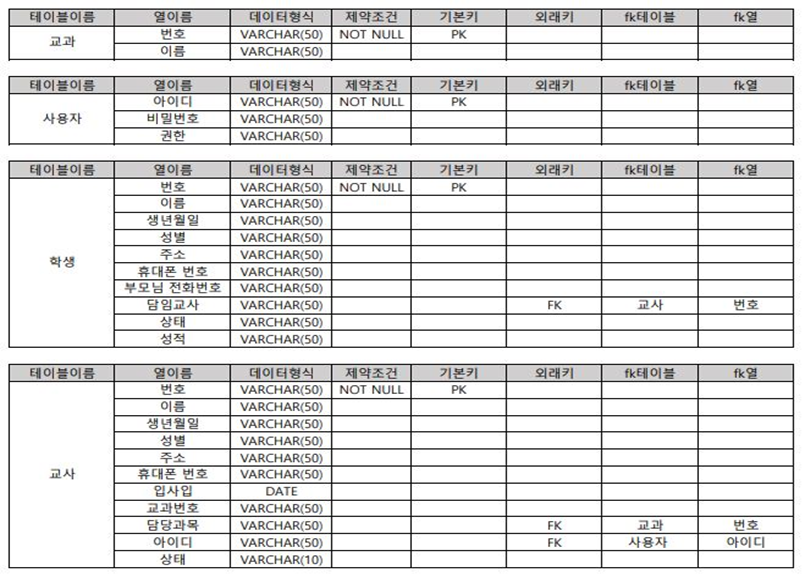 테이블이름 열이름 데이터형식 제약조건 기본키 외래키 fk테이블 fk열
교과 번호 VARCHAR(50) NOT NULL PK
이름 VARCHAR(50)
테이블이름 열이름 데이터형식 제약조건 기본키 외래키 fk테이블 fk열
아이디 VARCHAR(50) NOT NULL PK
사용자 비밀번호 VARCHAR(50)
권한 VARCHAR(50)
테이블이름 열이름 데이터형식 제약조건 기본키 외래키 fk테이블 fk열
번호 VARCHAR(50) NOT NULL PK
이름 VARCHAR(50)
생년월일 VARCHAR(50)
성별 VARCHAR(50)
학생 주소 VARCHAR(50)
휴대폰 번호 VARCHAR(50)
부모님 전화번호 VARCHAR(50)
담임교사 VARCHAR(50) FK 교사 번호
상태 VARCHAR(50)
성적 VARCHAR(50)
테이블이름 열이름 데이터형식 제약조건 기본키 외래키 fk테이블 fk열
번호 VARCHAR(50) NOT NULL PK
이름 VARCHAR(50)
생년월일 VARCHAR(50)
성별 VARCHAR(50)
주소 VARCHAR(50)
교사 휴대폰 번호 VARCHAR(50)
입사입 DATE
교과번호 VARCHAR(50)
담당과목 VARCHAR(50) FK 교과 번호
아이디 VARCHAR(50) FK 사용자 아이디
상태 VARCHAR(10)